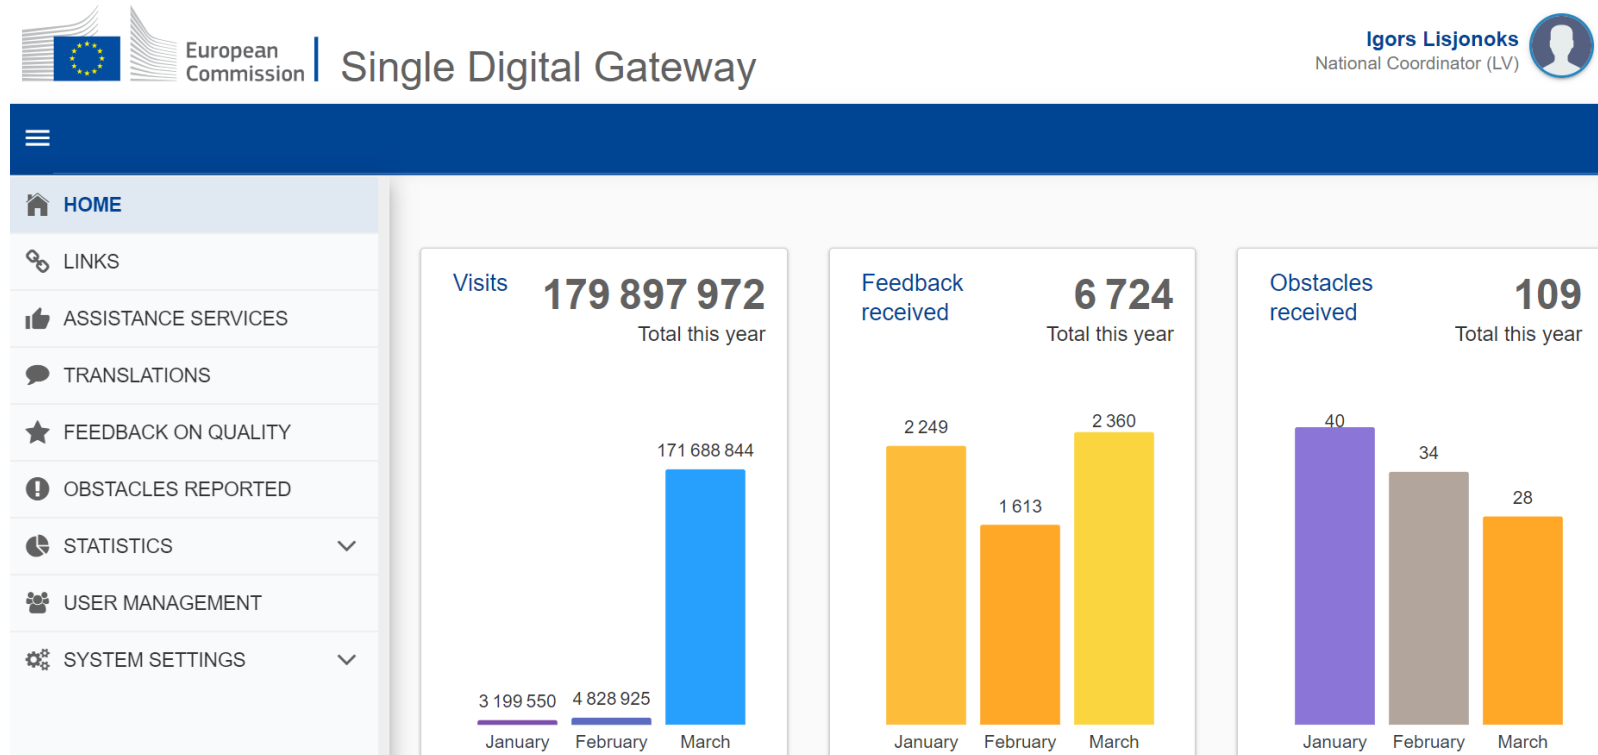 European
Commission
Single Digital Gateway
Igors Lisjonoks
National Coordinator (LV)
HOME
LINKS
ASSISTANCE SERVICES
TRANSLATIONS
FEEDBACK ON QUALITY
OBSTACLES REPORTED
STATISTICS
USER MANAGEMENT
SYSTEM SETTINGS
Visits
179 897 972
Total this year
171 688 844
3 199 550
4 828 925
January February March
Feedback
received
6 724
Total this year
2 249
1 613
2 360
January February March
Obstacles
received
109
Total this year
40
34
28
January February March